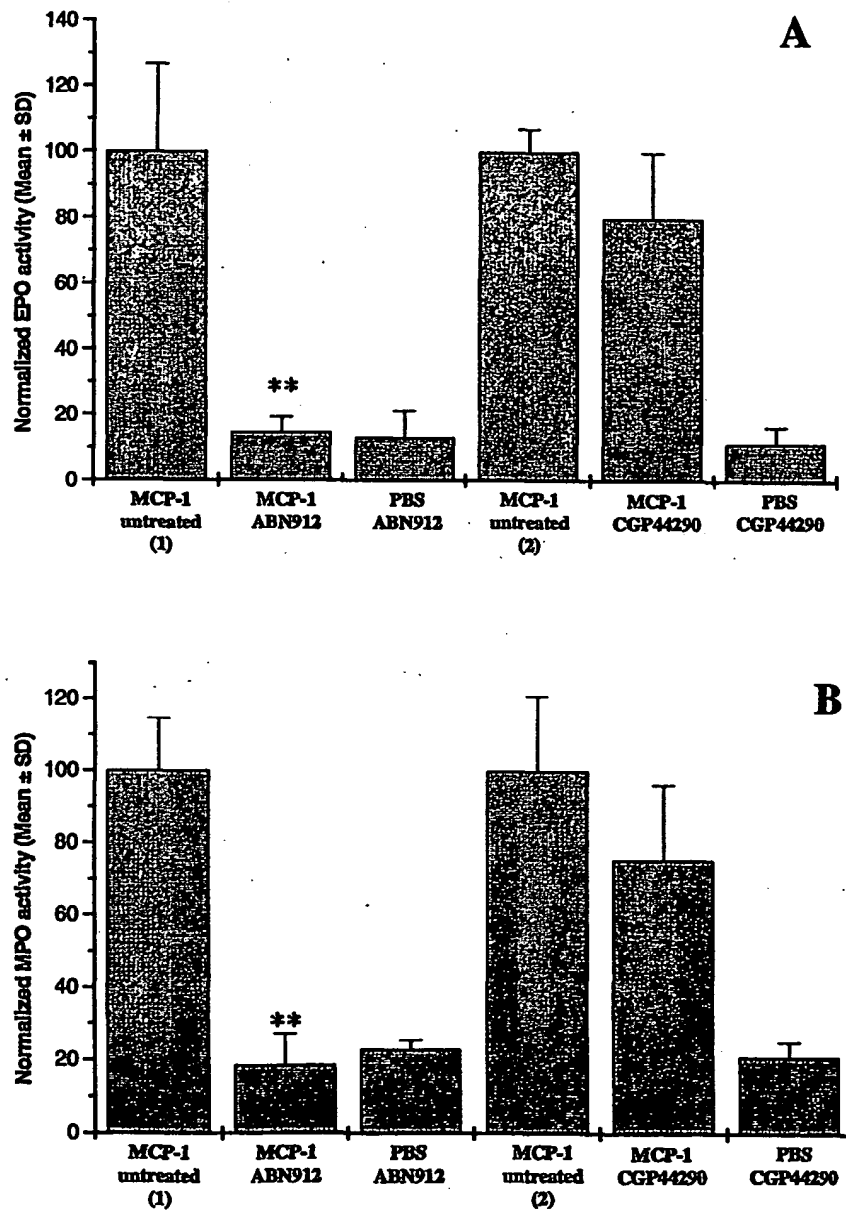 A
Normalized EPO activity (Mean ± SD)
140
120
100
80
60
40
20
0
**
MCP-1 untreated (1)
MCP-1 ABN912
PBS ABN912
MCP-1 untreated (2)
MCP-1 CGP44290
PBS CGP44290
B
Normalized MPO activity (Mean ± SD)
120
100
80
60
40
20
0
**
MCP-1 untreated (1)
MCP-1 ABN912
PBS ABN912
MCP-1 untreated (2)
MCP-1 CGP44290
PBS CGP44290